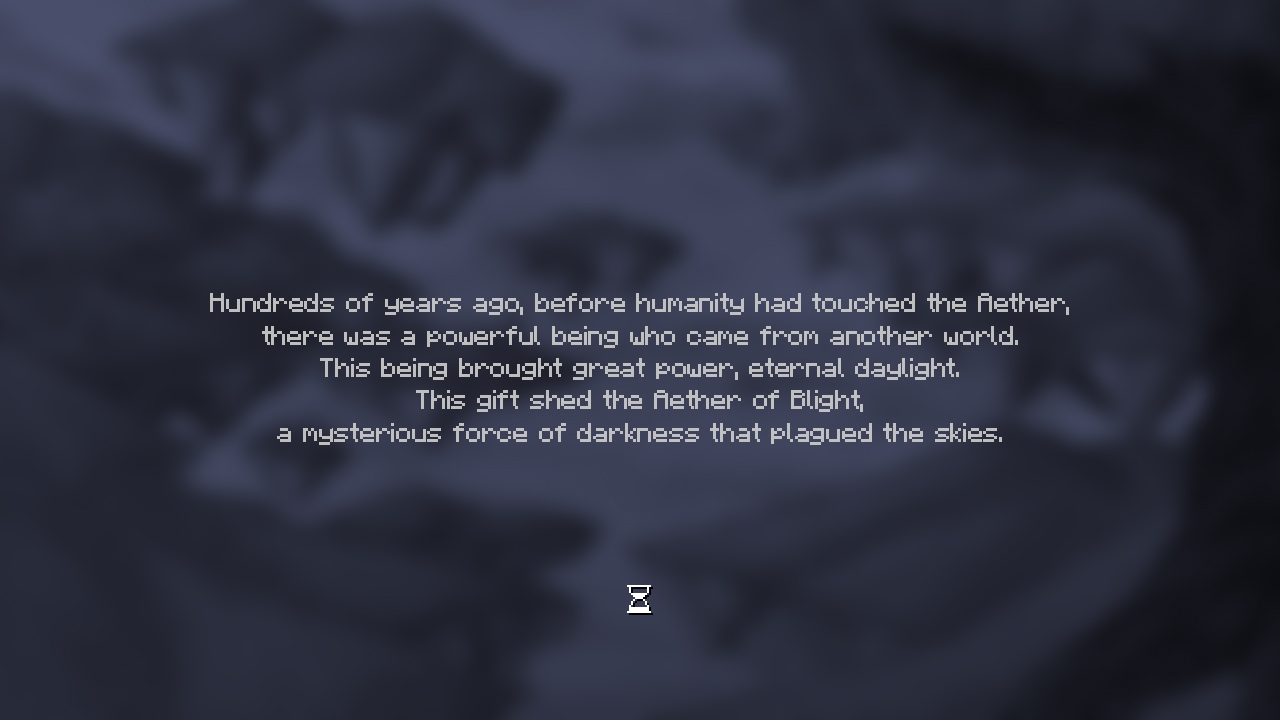 Hundreds of years ago, before humanity had touched the Aether,
there was a powerful being who came from another world.
This being brought great power, eternal daylight.
This gift shed the Aether of Blight,
a mysterious force of darkness that plagued the skies.